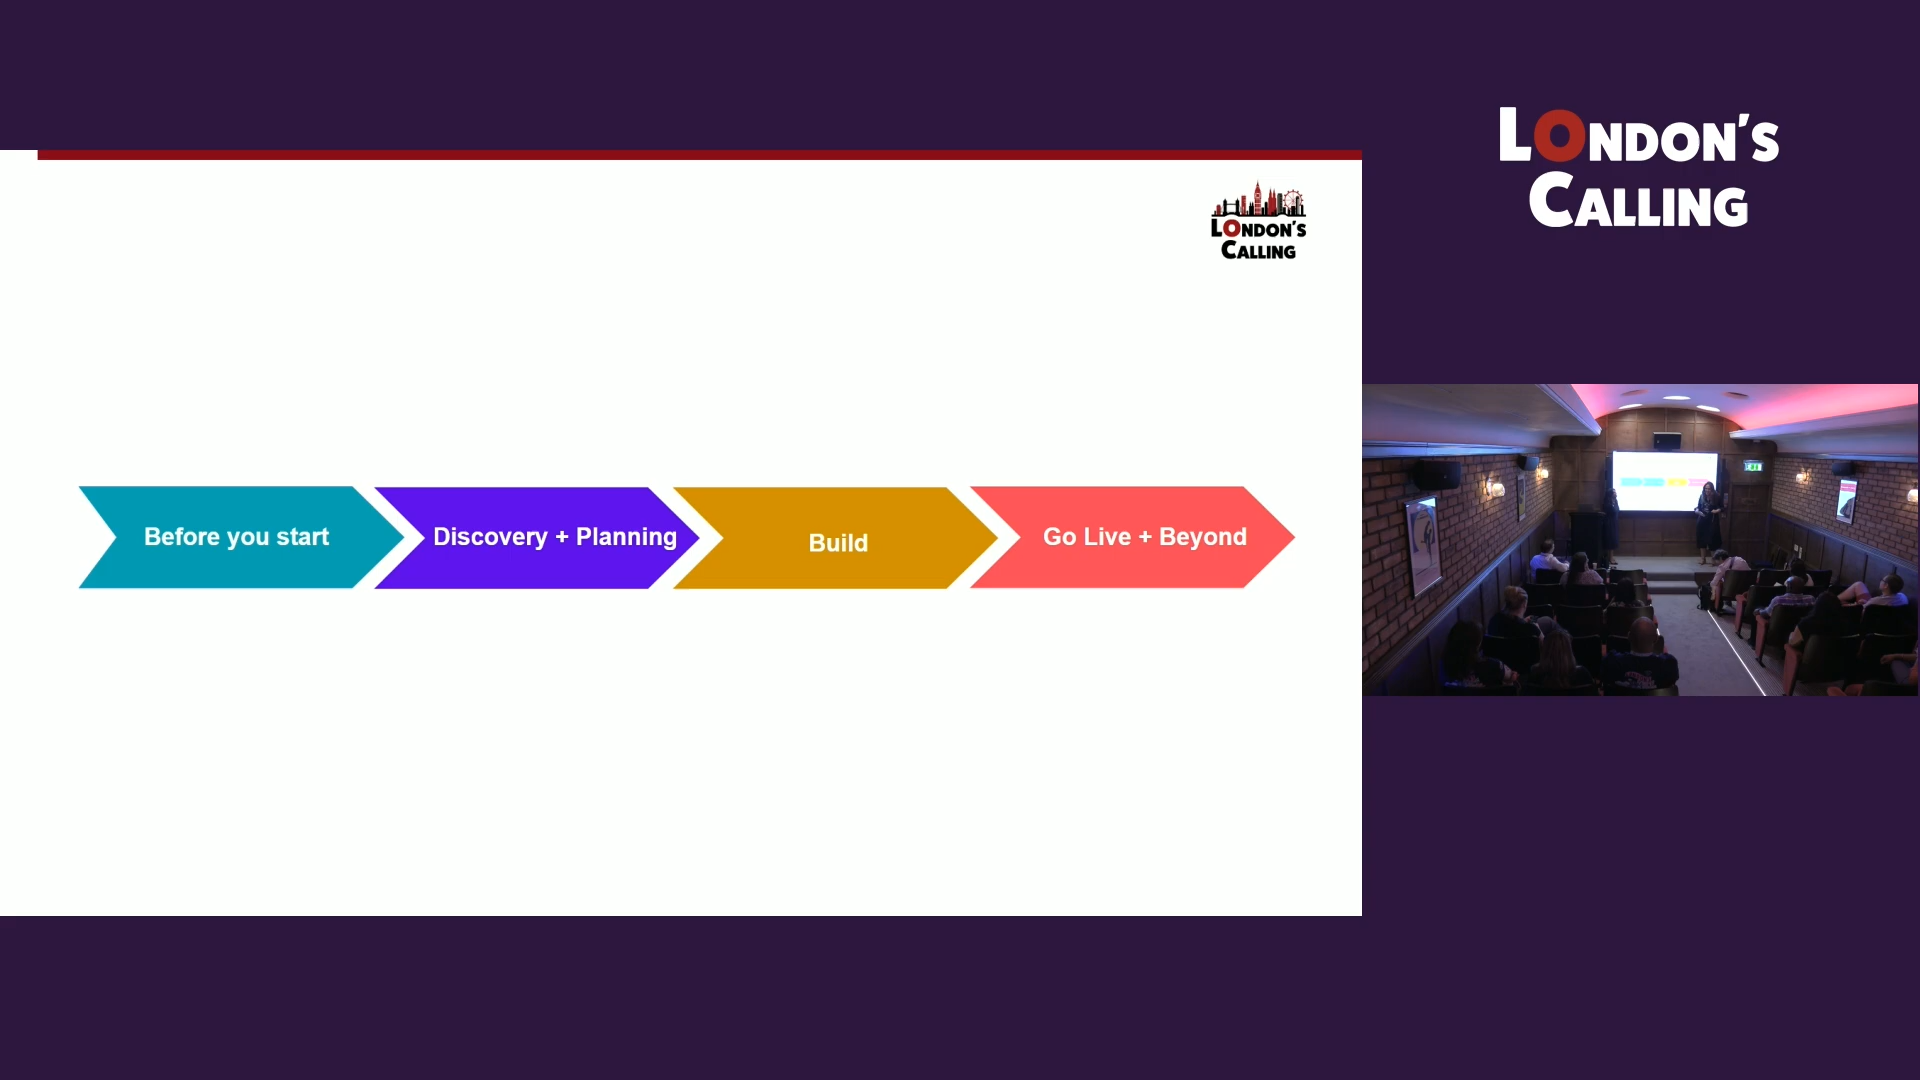 LONDON'S
CALLING
Before you start
Discovery + Planning
Build
Go Live + Beyond
LONDON'S
CALLING